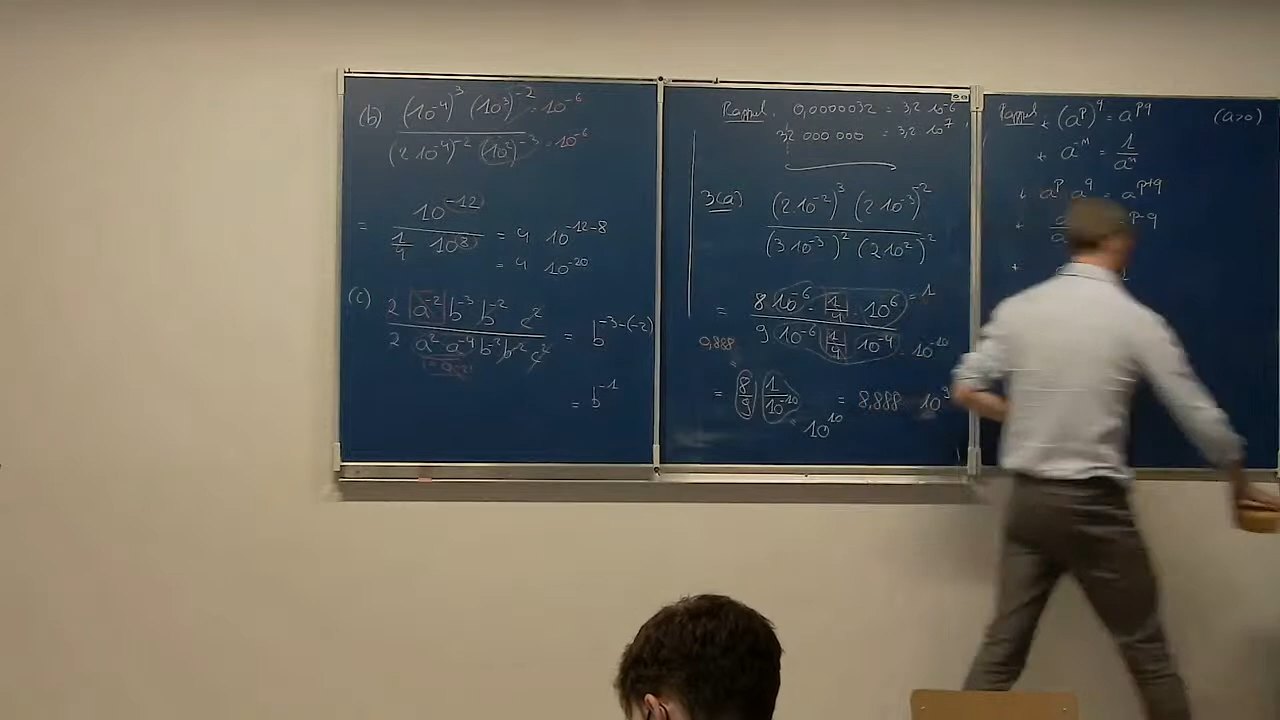 (b) (10⁻⁴)³ (10³)⁻² = 10⁻⁶
(2 10⁻⁴)⁻² (10²)⁻³ = 10⁻⁶
= 10⁻¹²
1/4 10 = 4 10⁻¹²⁻⁸
= 4 10⁻²⁰
(c) 2 a⁻² b⁻³ b⁻² c²
2 a² a⁻⁴ b⁻² b⁻² c² = b⁻³⁻⁽⁻²⁾
= b⁻¹
Rappel. 0,0000032 = 3,2 10⁻⁶
32 000 000 = 3,2 10⁷
3(a) (2 10⁻²)³ (2 10⁻³)⁻²
(3 10⁻³)² (2 10²)⁻²
= 8 10⁻⁶ · 1/4 · 10⁶ = 1
9 10⁻⁶ 1/4 10⁻⁴ 10⁻¹⁰
0,888
= 8/9 1/10⁻¹⁰ = 8,888 10⁹
= 10¹⁰
Rappel + (aᵖ)^q = a^pq (a>0)
+ a⁻ᵐ = 1/aᵐ
+ aᵖ a^q = a^p+q
+ p-q
+